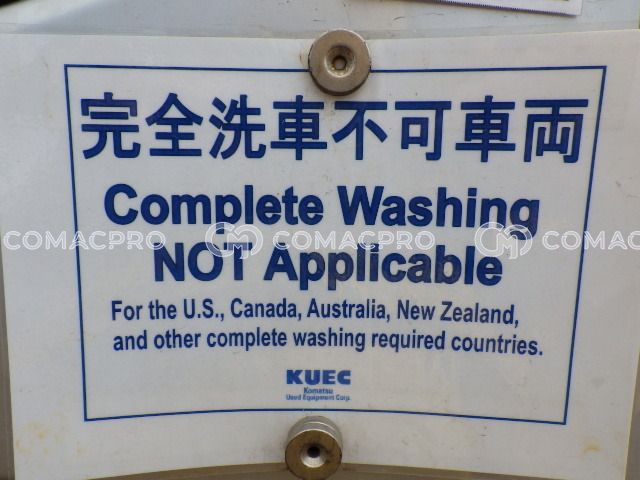 完全洗車不可車両
Complete Washing
NOT Applicable
COMACPRO COMACPRO COMACPRO
For the U.S., Canada, Australia, New Zealand,
and other complete washing required countries.
KUEC
Komatsu
Used Equipment Corp.